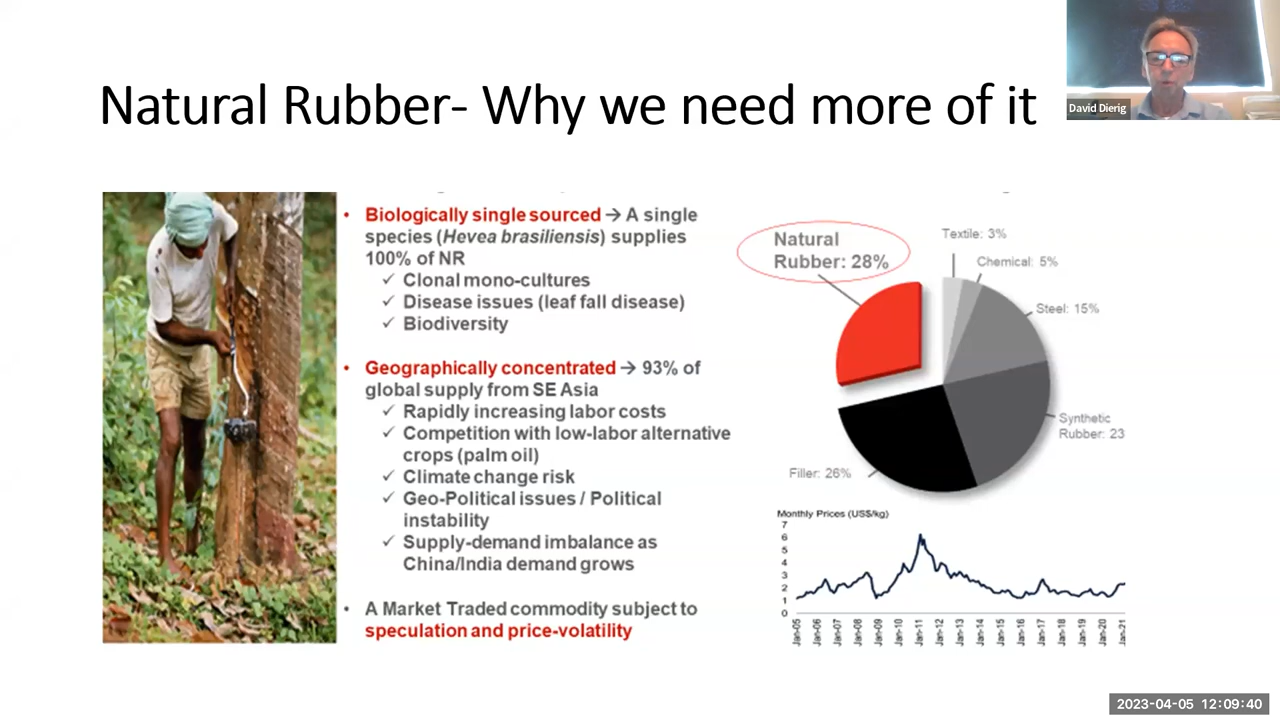 Natural Rubber- Why we need more of it
David Dierig
• Biologically single sourced → A single
species (Hevea brasiliensis) supplies
100% of NR
✓ Clonal mono-cultures
✓ Disease issues (leaf fall disease)
✓ Biodiversity
• Geographically concentrated → 93% of
global supply from SE Asia
✓ Rapidly increasing labor costs
✓ Competition with low-labor alternative
crops (palm oil)
✓ Climate change risk
✓ Geo-Political issues / Political
instability
✓ Supply-demand imbalance as
China/India demand grows
• A Market Traded commodity subject to
speculation and price-volatility
Natural
Rubber: 28%
Textile: 3%
Chemical: 5%
Steel: 15%
Synthetic
Rubber: 23
Filler: 26%
Monthly Prices (US$/kg)
7
6
5
4
3
2
1
0
Jan-05
Jan-06
Jan-07
Jan-08
Jan-09
Jan-10
Jan-11
Jan-12
Jan-13
Jan-14
Jan-15
Jan-16
Jan-17
Jan-18
Jan-19
Jan-20
Jan-21
2023-04-05 12:09:40